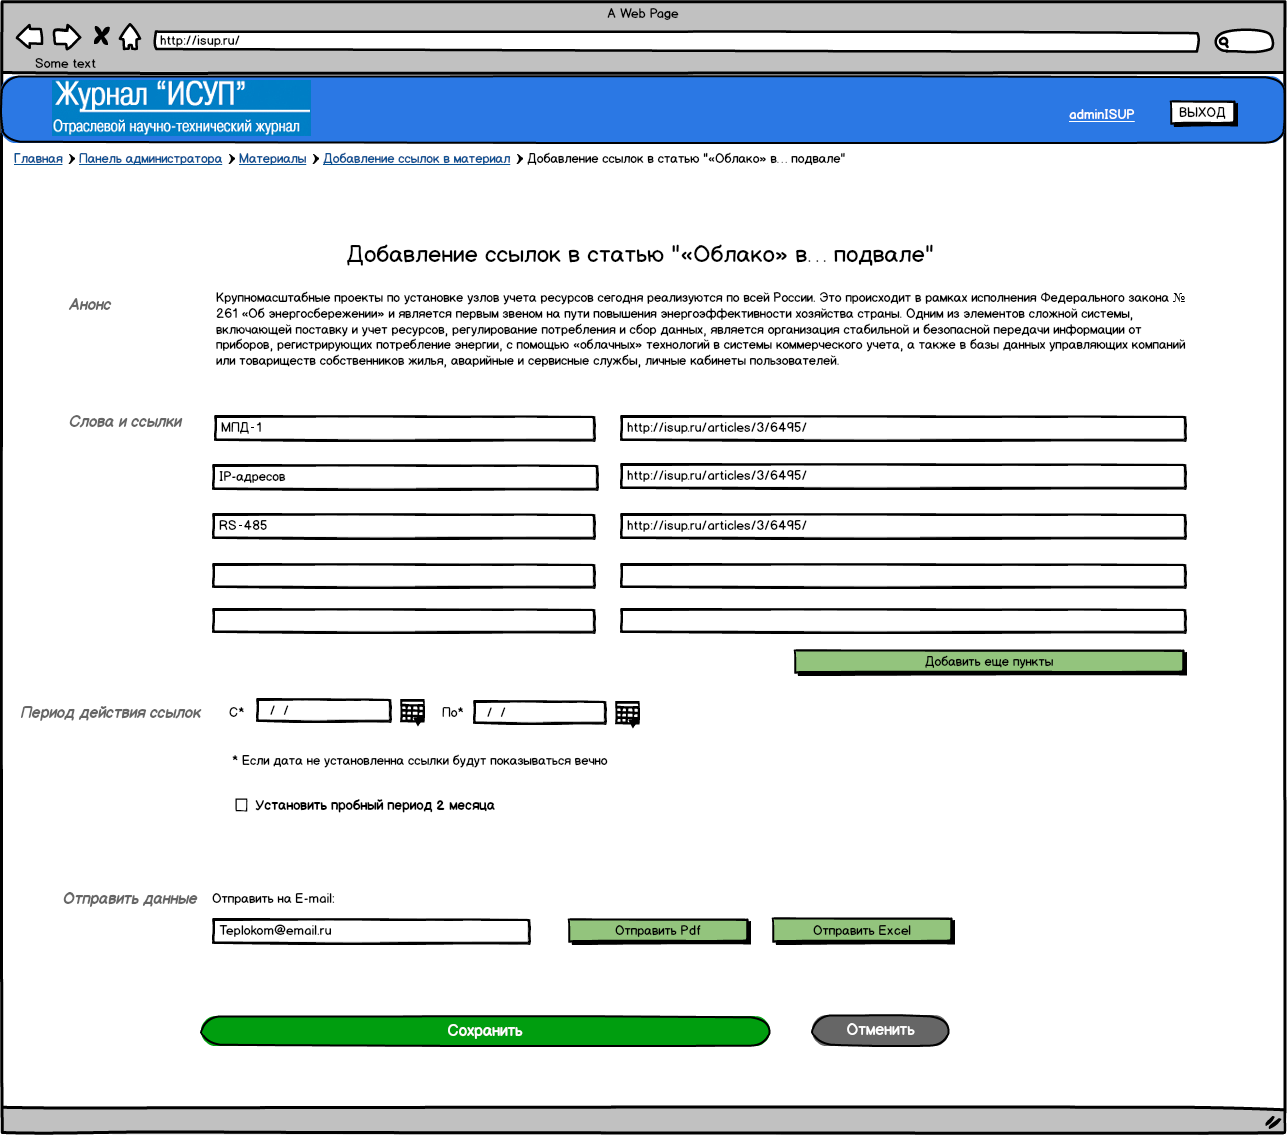 A Web Page
http://isup.ru/
Some text
Журнал “ИСУП”
Отраслевой научно-технический журнал
adminISUP
ВЫХОД
Главная Панель администратора Материалы Добавление ссылок в материал Добавление ссылок в статью "«Облако» в... подвале"
Добавление ссылок в статью "«Облако» в... подвале"
Анонс
Крупномасштабные проекты по установке узлов учета ресурсов сегодня реализуются по всей России. Это происходит в рамках исполнения Федерального закона №
261 «Об энергосбережении» и является первым звеном на пути повышения энергоэффективности хозяйства страны. Одним из элементов сложной системы,
включающей поставку и учет ресурсов, регулирование потребления и сбор данных, является организация стабильной и безопасной передачи информации от
приборов, регистрирующих потребление энергии, с помощью «облачных» технологий в системы коммерческого учета, а также в базы данных управляющих компаний
или товариществ собственников жилья, аварийные и сервисные службы, личные кабинеты пользователей.
Слова и ссылки
МПД-1 http://isup.ru/articles/3/6495/
IP-адресов http://isup.ru/articles/3/6495/
RS-485 http://isup.ru/articles/3/6495/
Добавить еще пункты
Период действия ссылок С* / / По* / /
* Если дата не установленна ссылки будут показываться вечно
Установить пробный период 2 месяца
Отправить данные Отправить на E-mail:
Teplokom@email.ru Отправить Pdf Отправить Excel
Сохранить Отменить